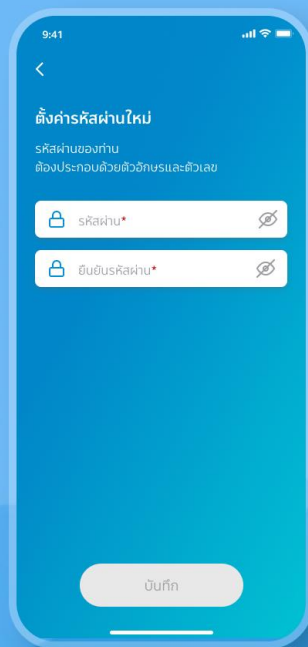 9:41
ตั้งค่ารหัสผ่านใหม่
รหัสผ่านของท่าน
ต้องประกอบด้วยตัวอักษรและตัวเลข
รหัสผ่าน*
ยืนยันรหัสผ่าน*
บันทึก